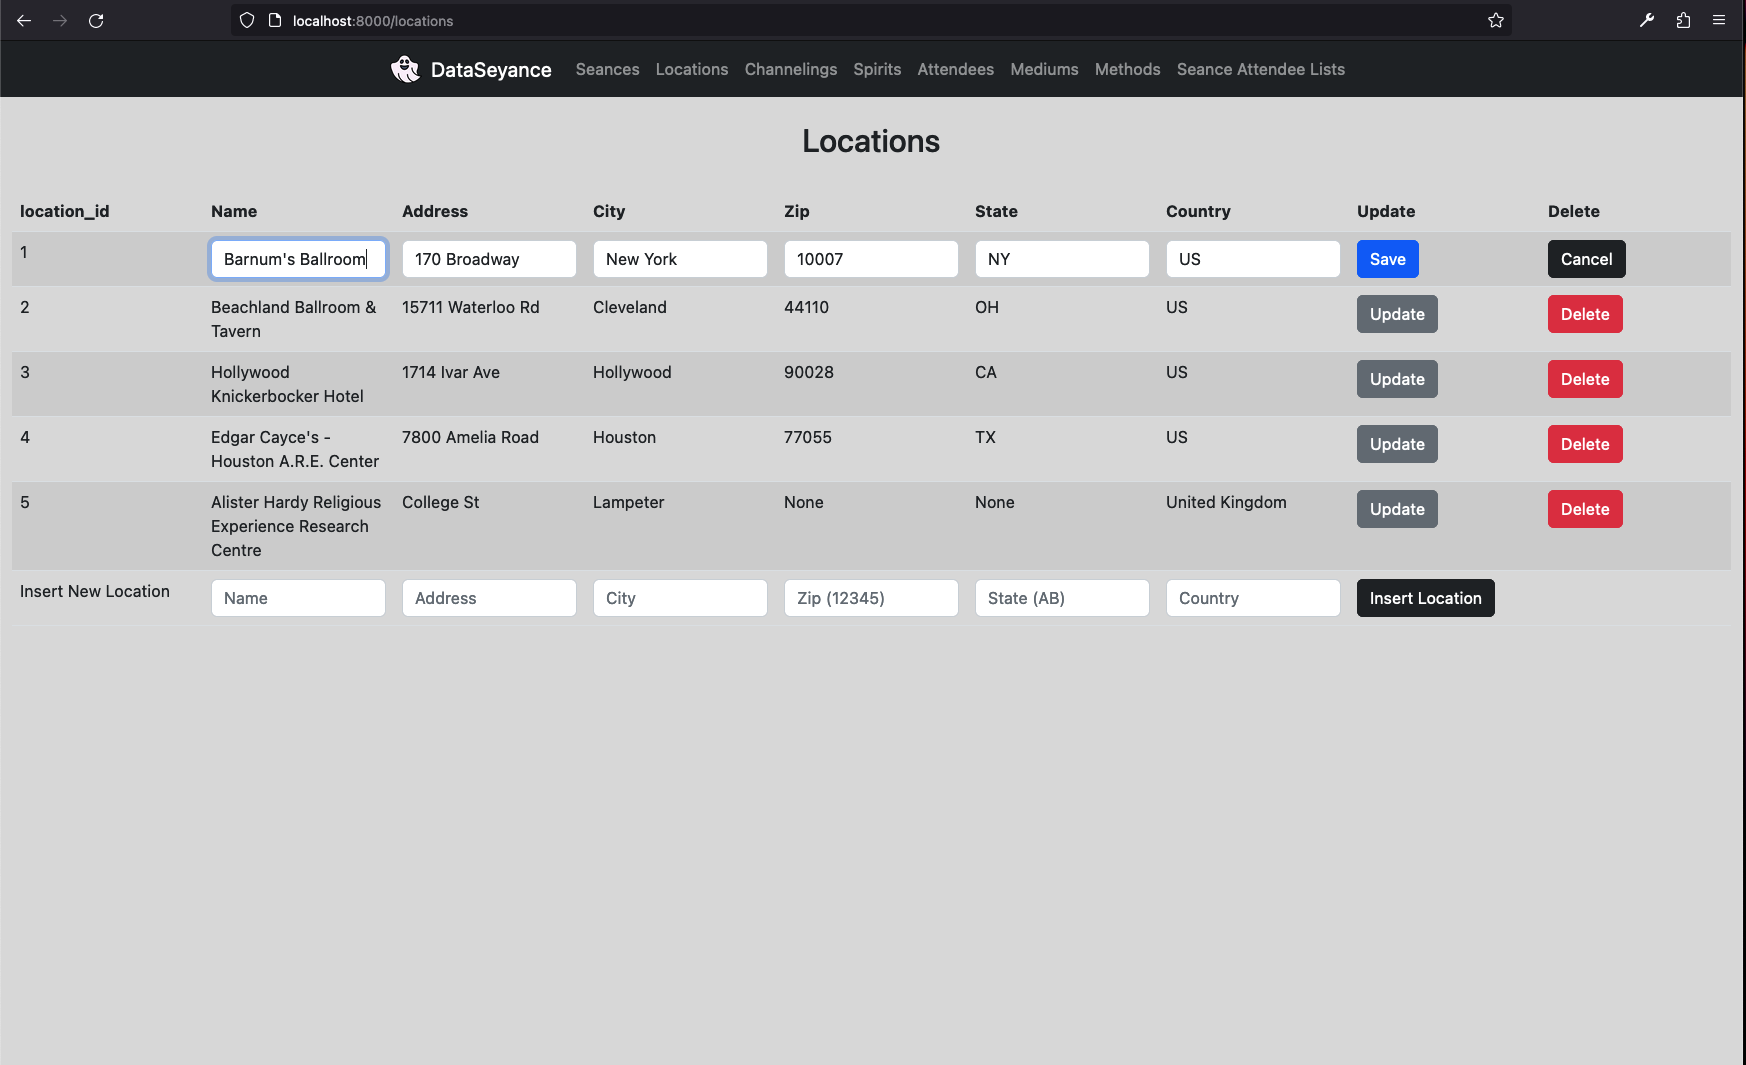 localhost:8000/locations
DataSeyance Seances Locations Channelings Spirits Attendees Mediums Methods Seance Attendee Lists
Locations
location_id Name Address City Zip State Country Update Delete
1 Barnum's Ballroom 170 Broadway New York 10007 NY US Save Cancel
2 Beachland Ballroom & 15711 Waterloo Rd Cleveland 44110 OH US Update Delete
Tavern
3 Hollywood 1714 Ivar Ave Hollywood 90028 CA US Update Delete
Knickerbocker Hotel
4 Edgar Cayce's - 7800 Amelia Road Houston 77055 TX US Update Delete
Houston A.R.E. Center
5 Alister Hardy Religious College St Lampeter None None United Kingdom Update Delete
Experience Research
Centre
Insert New Location Name Address City Zip (12345) State (AB) Country Insert Location